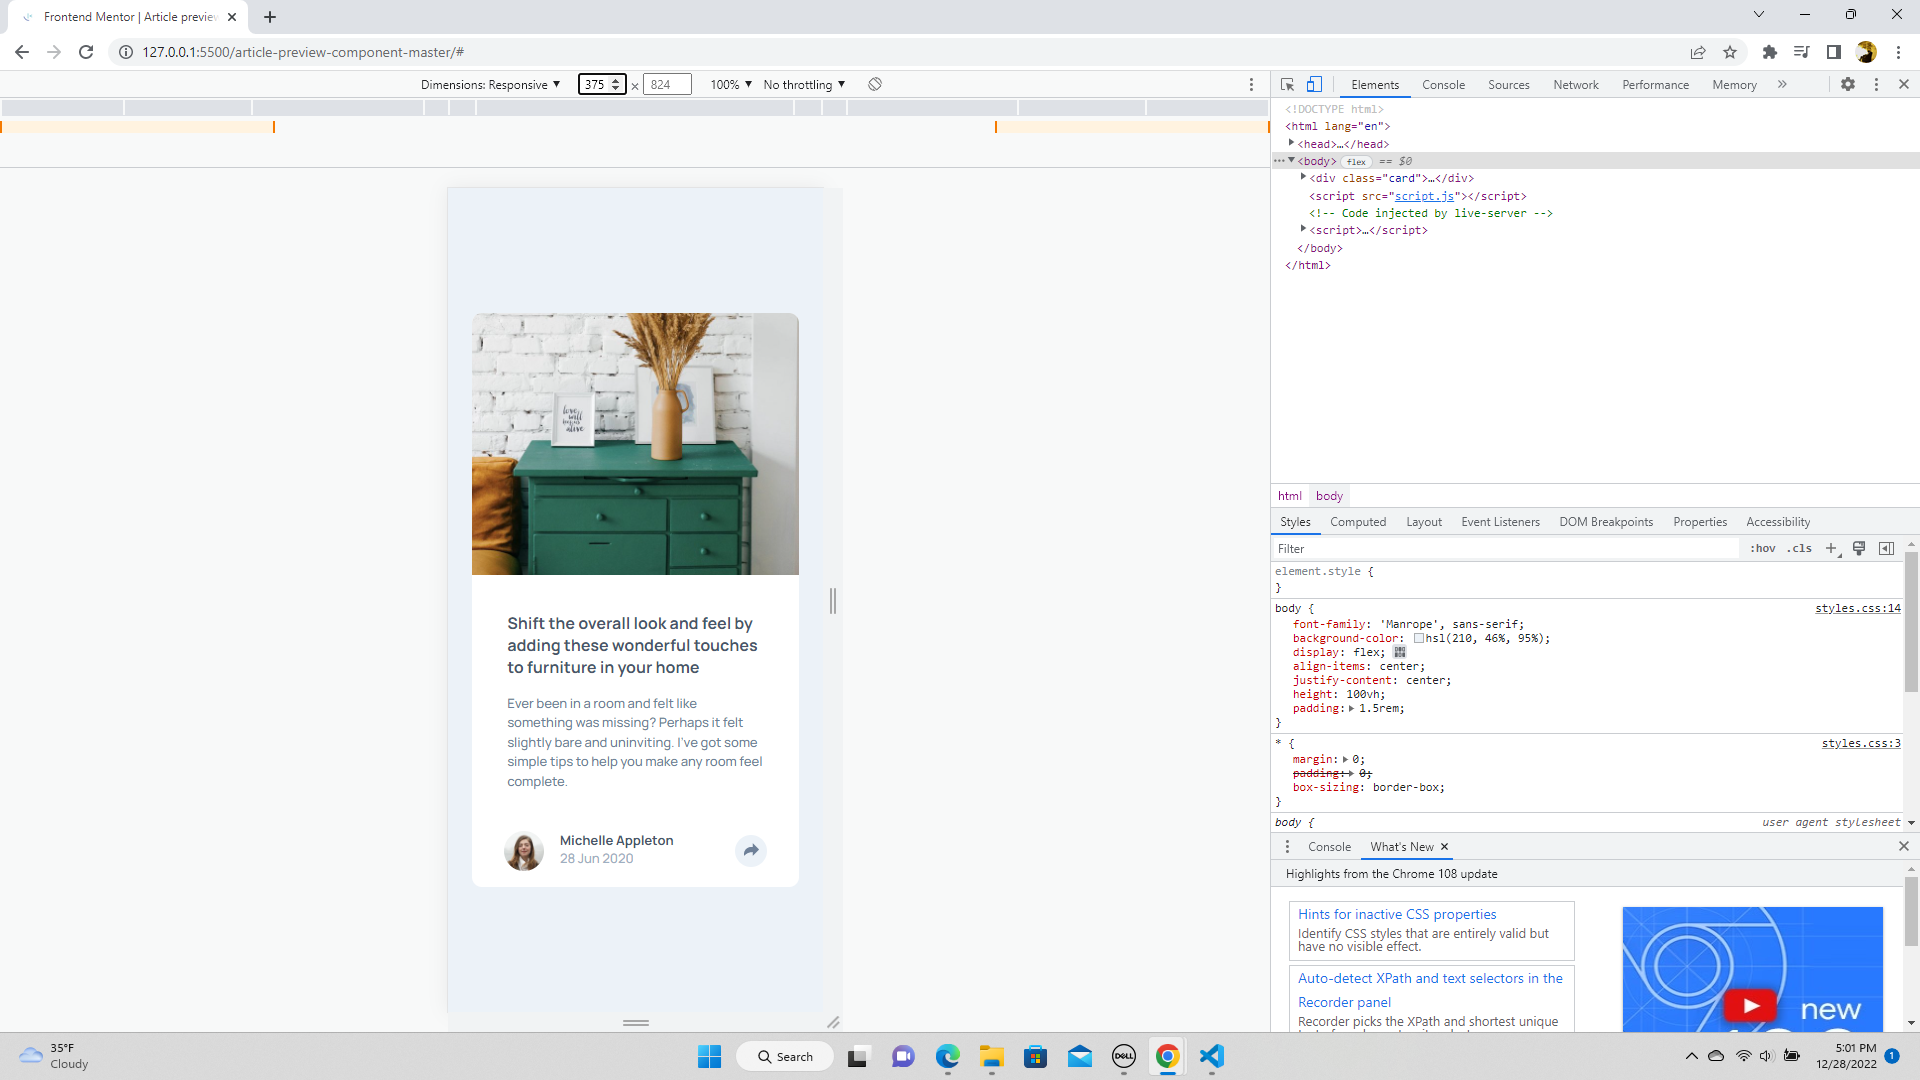 Frontend Mentor | Article preview
127.0.0.1:5500/article-preview-component-master/#
Dimensions: Responsive 375 × 824 100% No throttling
Elements Console Sources Network Performance Memory
<!DOCTYPE html>
<html lang="en">
<head>…</head>
<body> flex == $0
<div class="card">…</div>
<script src="script.js"></script>
<!-- Code injected by live-server -->
<script>…</script>
</body>
</html>
love
will
alive
Shift the overall look and feel by
adding these wonderful touches
to furniture in your home
Ever been in a room and felt like
something was missing? Perhaps it felt
slightly bare and uninviting. I've got some
simple tips to help you make any room feel
complete.
Michelle Appleton
28 Jun 2020
html body
Styles Computed Layout Event Listeners DOM Breakpoints Properties Accessibility
Filter :hov .cls
element.style {
}
body { styles.css:14
font-family: 'Manrope', sans-serif;
background-color: hsl(210, 46%, 95%);
display: flex;
align-items: center;
justify-content: center;
height: 100vh;
padding: 1.5rem;
}
* { styles.css:3
margin: 0;
padding: 0;
box-sizing: border-box;
}
body { user agent stylesheet
Console What's New
Highlights from the Chrome 108 update
Hints for inactive CSS properties
Identify CSS styles that are entirely valid but
have no visible effect.
Auto-detect XPath and text selectors in the
Recorder panel
Recorder picks the XPath and shortest unique
new
35°F
Cloudy
Search
DELL
5:01 PM
12/28/2022
1